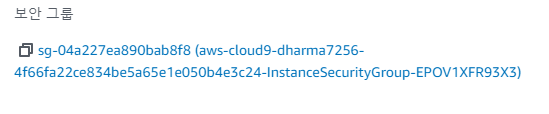 보안 그룹
sg-04a227ea890bab8f8 (aws-cloud9-dharma7256-
4f66fa22ce834be5a65e1e050b4e3c24-InstanceSecurityGroup-EPOV1XFR93X3)